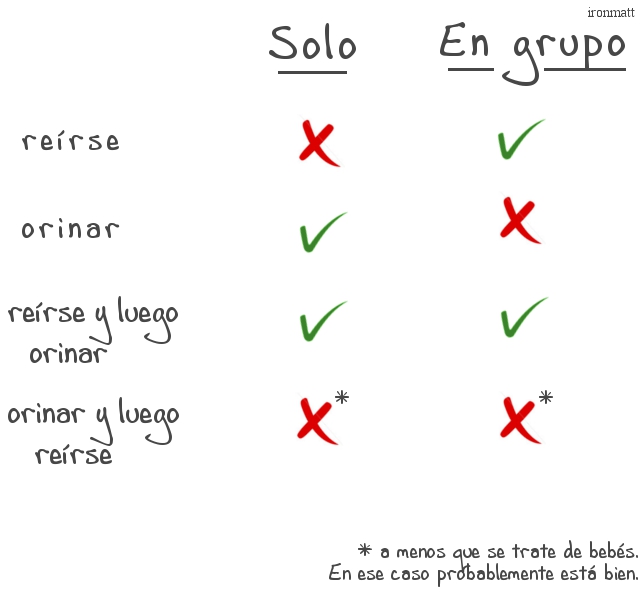 ironmatt
Solo En grupo
reírse
orinar
reírse y luego
orinar
orinar y luego
reírse
* *
* a menos que se trate de bebés.
En ese caso probablemente está bien.